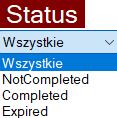 Status
Wszystkie
Wszystkie
NotCompleted
Completed
Expired